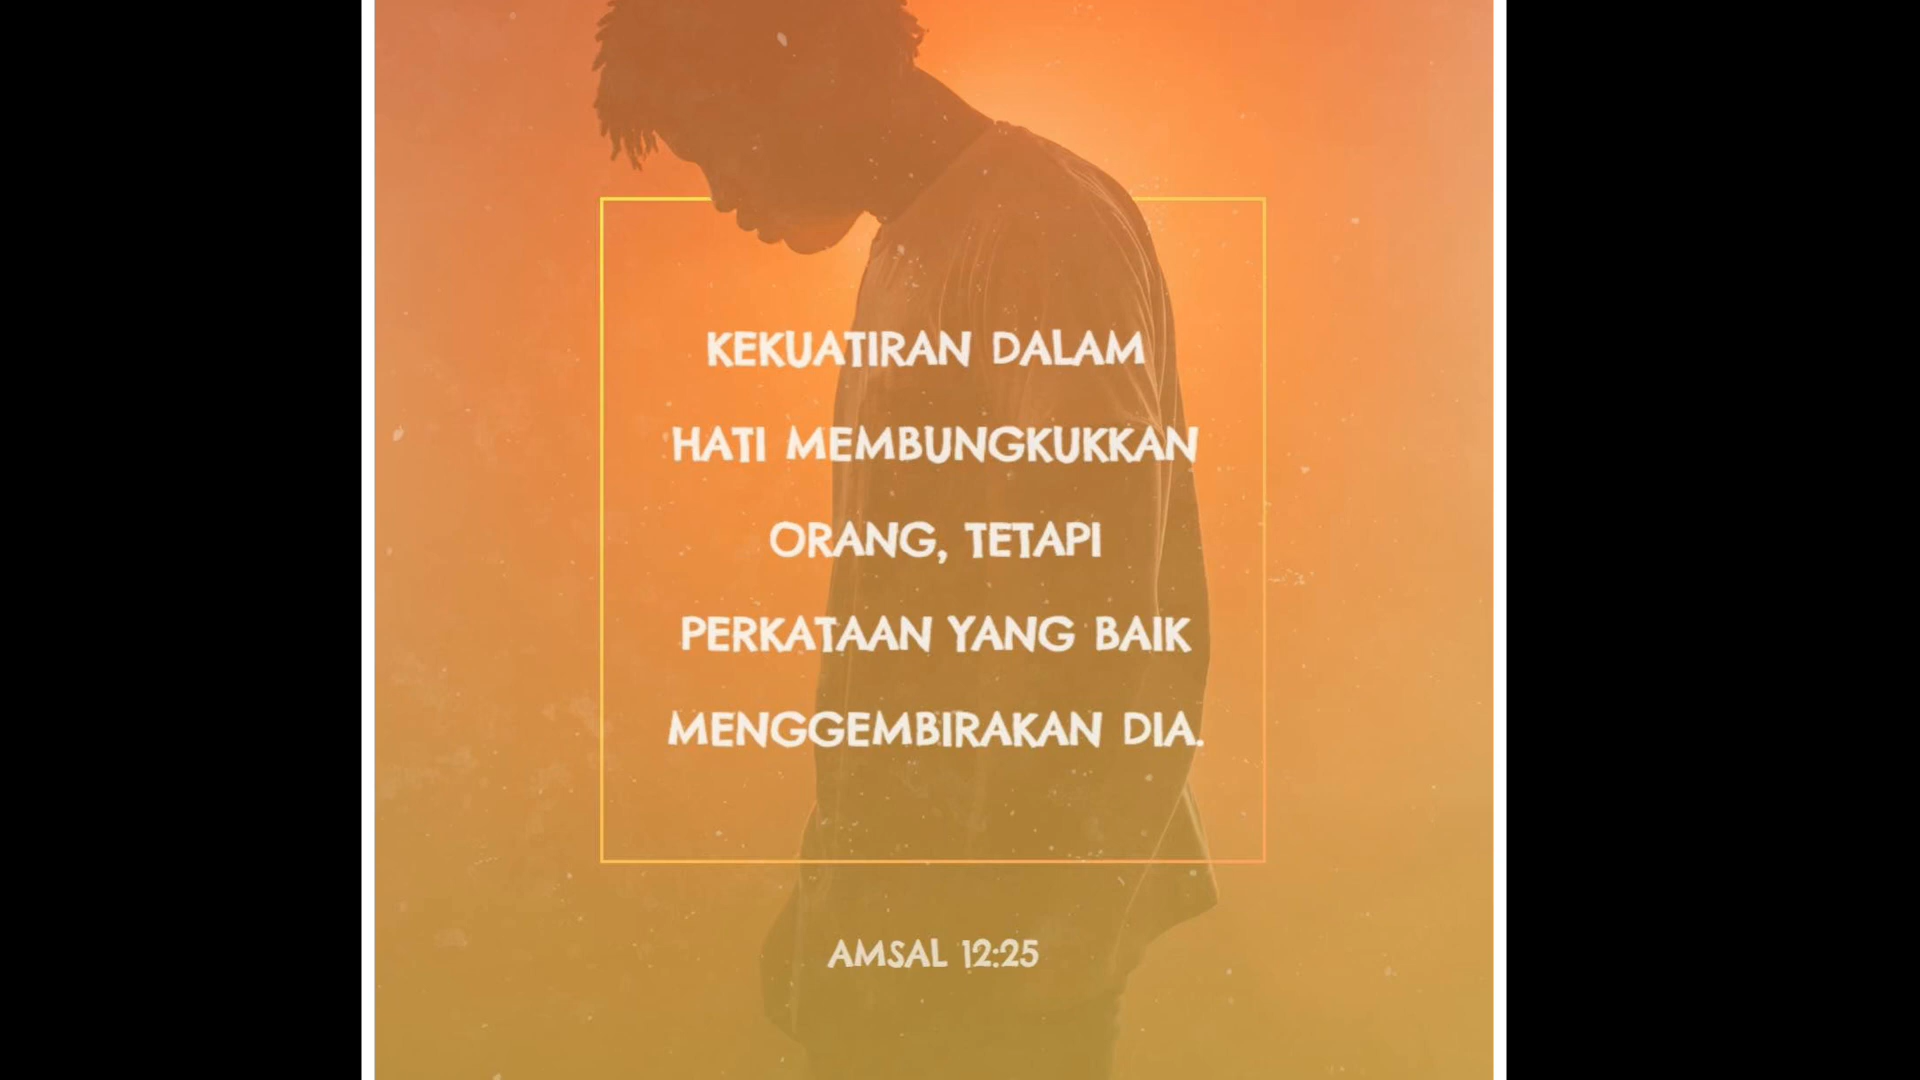 KEKUATIRAN DALAM
HATI MEMBUNGKUKKAN
ORANG, TETAPI
PERKATAAN YANG BAIK
MENGGEMBIRAKAN DIA.
AMSAL 12:25